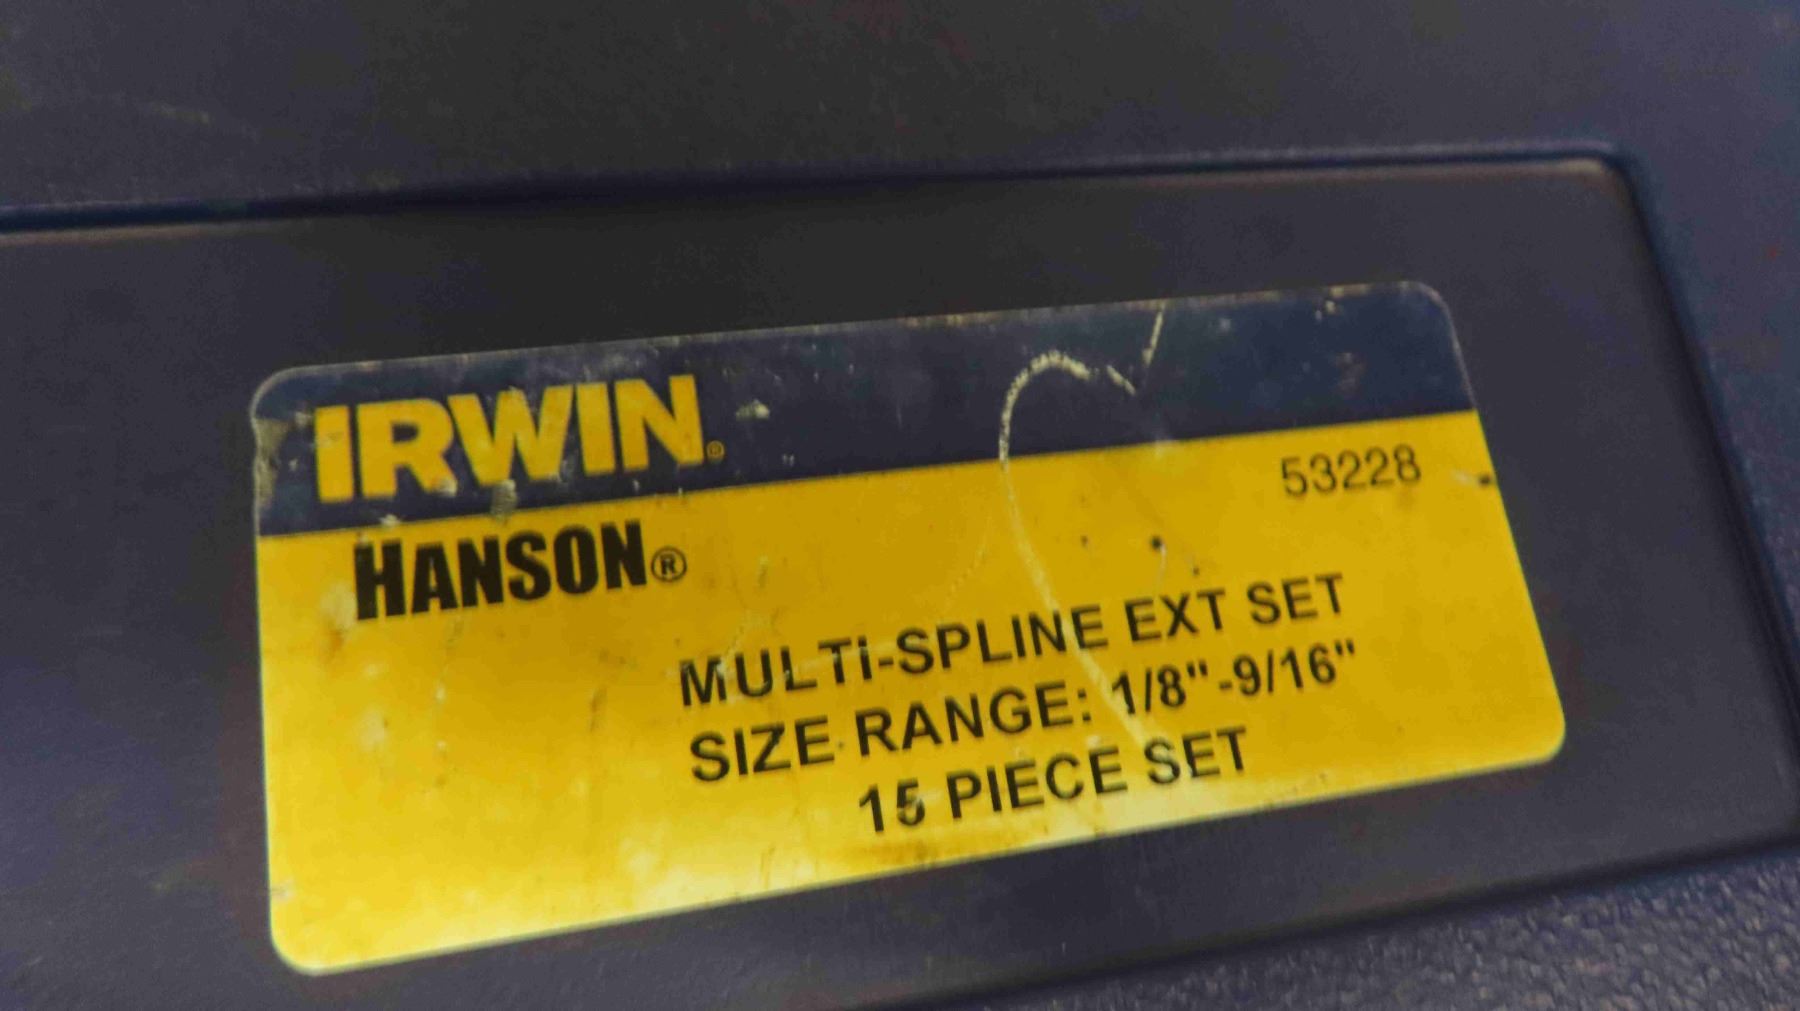 IRWIN®
53228
HANSON®
MULTI-SPLINE EXT SET
SIZE RANGE: 1/8"-9/16"
15 PIECE SET